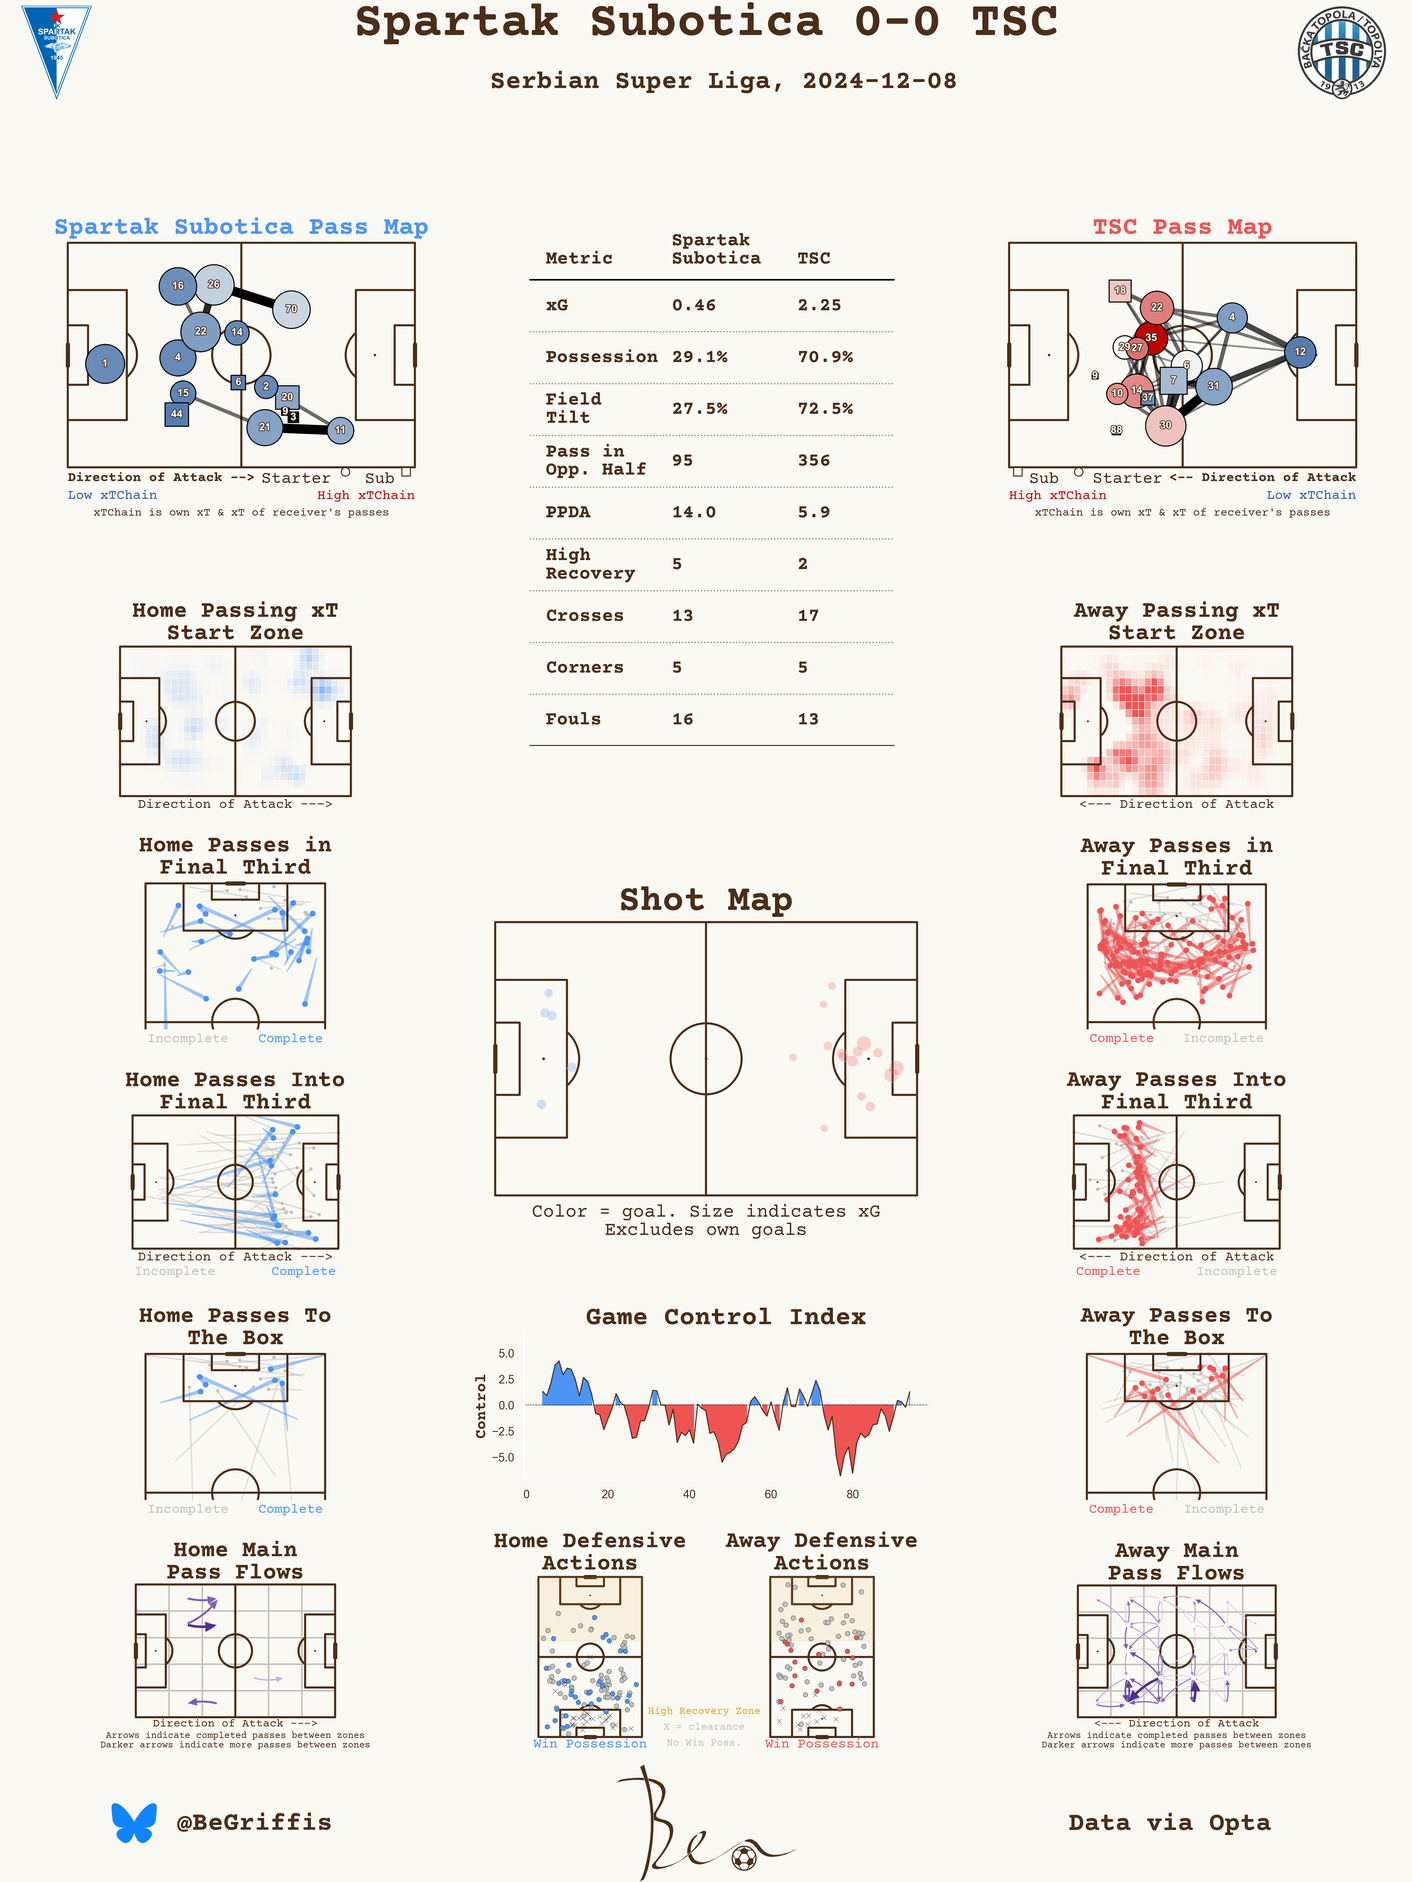 Spartak Subotica 0-0 TSC
Serbian Super Liga, 2024-12-08
SPARTAK
SUBOTICA
1945
BAČKA TOPOLA / TOPOLYA
TSC
19 13
Spartak Subotica Pass Map
16
26
70
22
14
1
4
6
2
15
20
44
9
3
21
11
Direction of Attack --> Starter Sub
Low xTChain High xTChain
xTChain is own xT & xT of receiver's passes
Metric Spartak Subotica TSC
xG 0.46 2.25
Possession 29.1% 70.9%
Field Tilt 27.5% 72.5%
Pass in Opp. Half 95 356
PPDA 14.0 5.9
High Recovery 5 2
Crosses 13 17
Corners 5 5
Fouls 16 13
TSC Pass Map
18
22
4
35
29
27
12
6
9
7
31
10
14
37
30
88
Sub Starter <-- Direction of Attack
High xTChain Low xTChain
xTChain is own xT & xT of receiver's passes
Home Passing xT
Start Zone
Direction of Attack --->
Away Passing xT
Start Zone
<--- Direction of Attack
Home Passes in
Final Third
Incomplete Complete
Away Passes in
Final Third
Complete Incomplete
Shot Map
Color = goal. Size indicates xG
Excludes own goals
Home Passes Into
Final Third
Direction of Attack --->
Incomplete Complete
Away Passes Into
Final Third
<--- Direction of Attack
Complete Incomplete
Home Passes To
The Box
Incomplete Complete
Game Control Index
Control
5.0
2.5
0.0
−2.5
−5.0
0 20 40 60 80
Away Passes To
The Box
Complete Incomplete
Home Main
Pass Flows
Direction of Attack --->
Arrows indicate completed passes between zones
Darker arrows indicate more passes between zones
Home Defensive
Actions
Win Possession
Away Defensive
Actions
Win Possession
High Recovery Zone
X = clearance
No Win Poss.
Away Main
Pass Flows
<--- Direction of Attack
Arrows indicate completed passes between zones
Darker arrows indicate more passes between zones
@BeGriffis
Ben
Data via Opta